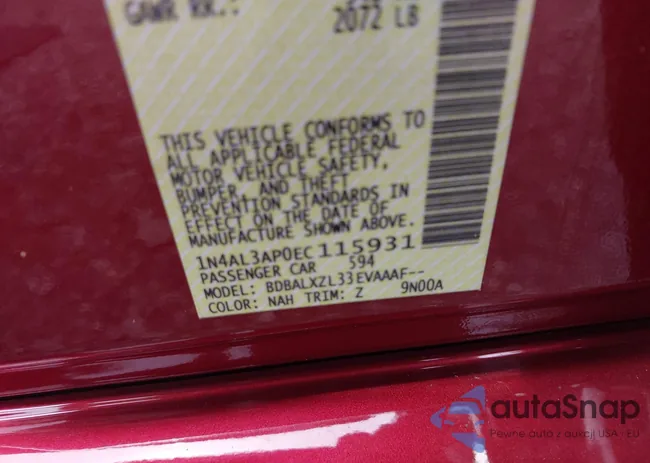 GAWR RR.:
2072 LB
THIS VEHICLE CONFORMS TO
ALL APPLICABLE FEDERAL
MOTOR VEHICLE SAFETY,
BUMPER, AND THEFT
PREVENTION STANDARDS IN
EFFECT ON THE DATE OF
MANUFACTURE SHOWN ABOVE.
1N4AL3AP0EC115931
PASSENGER CAR 594
MODEL: BDBALXZL33EVAAAF--
COLOR: NAH TRIM: Z 9N00A
autaSnap
Pewne auta z aukcji USA i EU